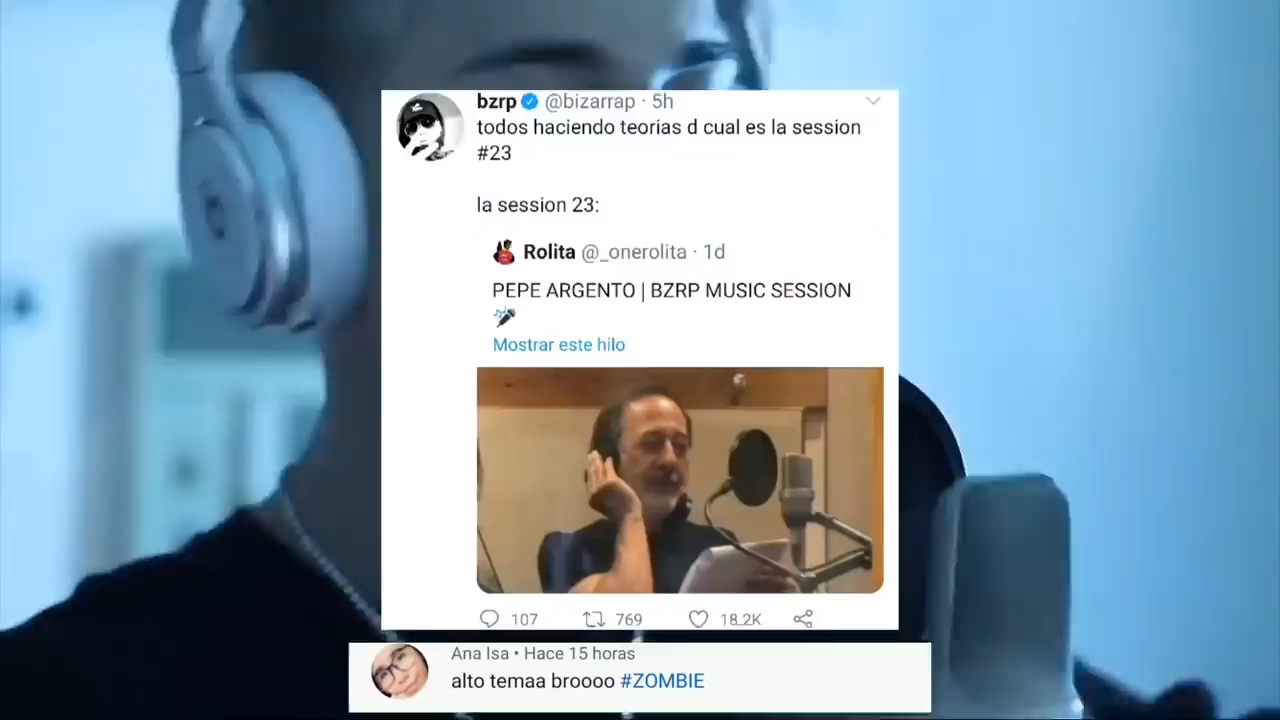 bzrp @bizarrap · 5h
todos haciendo teorias d cual es la session
#23
la session 23:
Rolita @_onerolita · 1d
PEPE ARGENTO | BZRP MUSIC SESSION
Mostrar este hilo
107 769 18.2K
Ana Isa • Hace 15 horas
alto temaa broooo #ZOMBIE